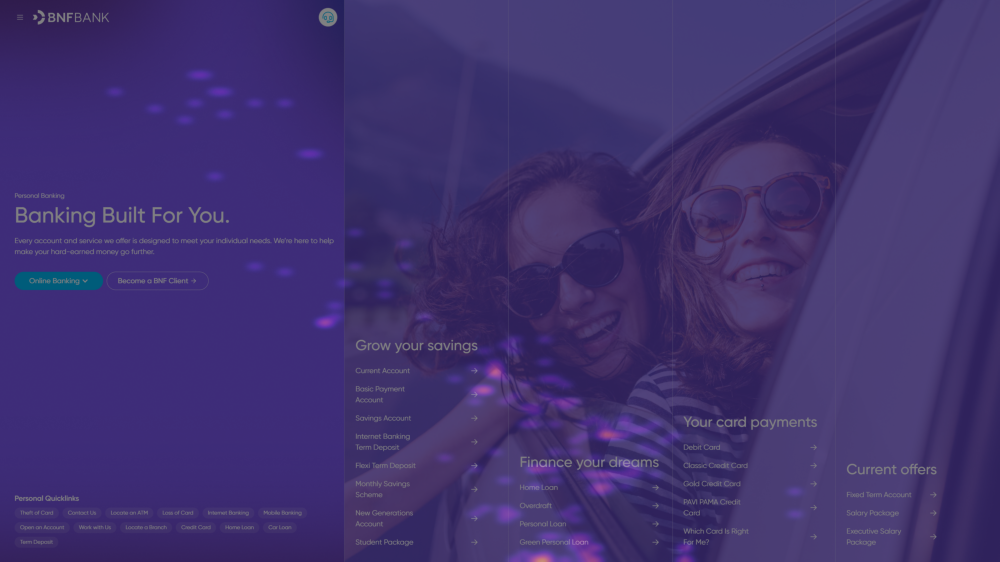 BNFBANK
Personal Banking
Banking Built For You.
Every account and service we offer is designed to meet your individual needs. We're here to help
make your hard-earned money go further.
Online Banking
Become a BNF Client →
Personal Quicklinks
Theft of Card
Contact Us
Locate an ATM
Loss of Card
Internet Banking
Mobile Banking
Open an Account
Work with Us
Locate a Branch
Credit Card
Home Loan
Car Loan
Term Deposit
Grow your savings
Current Account →
Basic Payment
Account →
Savings Account →
Internet Banking
Term Deposit →
Flexi Term Deposit →
Monthly Savings
Scheme →
New Generations
Account →
Student Package →
Finance your dreams
Home Loan →
Overdraft →
Personal Loan →
Green Personal Loan →
Your card payments
Debit Card →
Classic Credit Card →
Gold Credit Card →
PAVI PAMA Credit
Card →
Which Card Is Right
For Me? →
Current offers
Fixed Term Account →
Salary Package →
Executive Salary
Package →